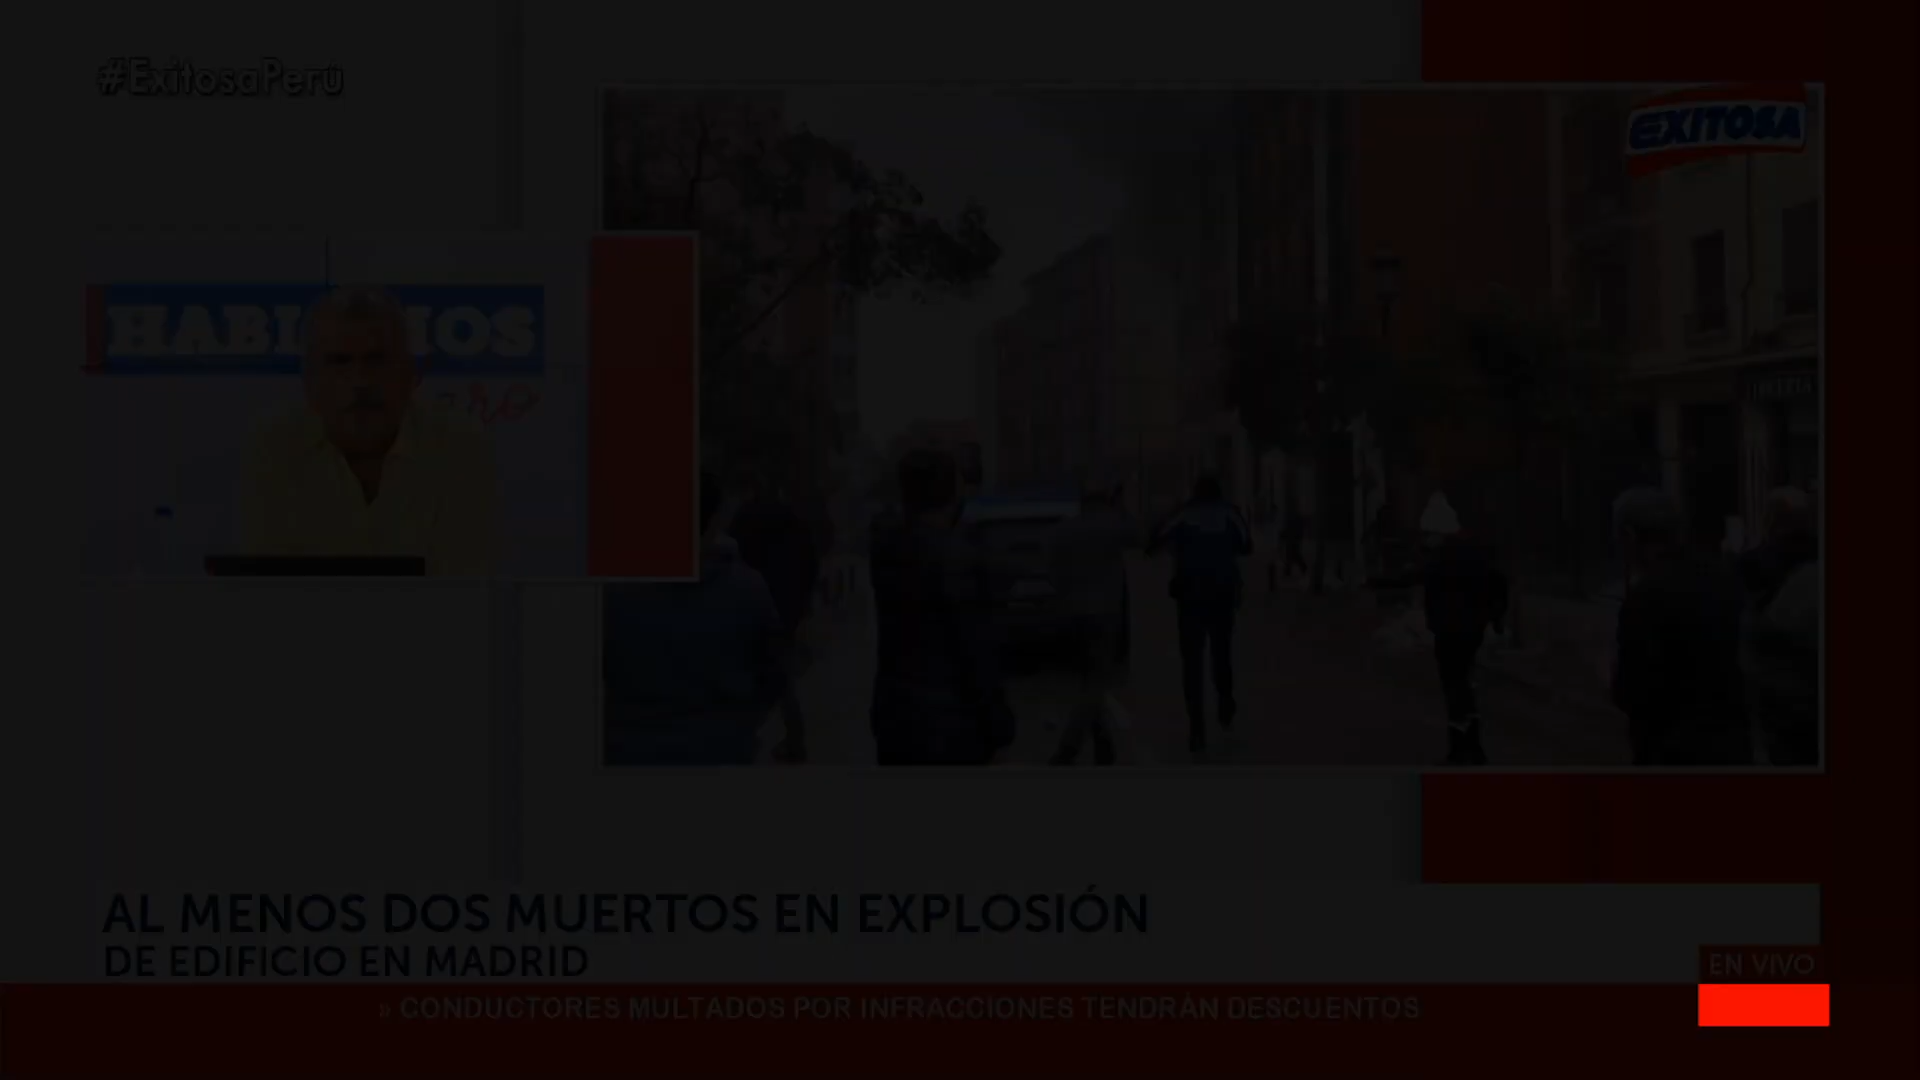 #ExitosaPerú
EXITOSA
AL MENOS DOS MUERTOS EN EXPLOSIÓN
DE EDIFICIO EN MADRID
EN VIVO
» CONDUCTORES MULTADOS POR INFRACCIONES TENDRÁN DESCUENTOS